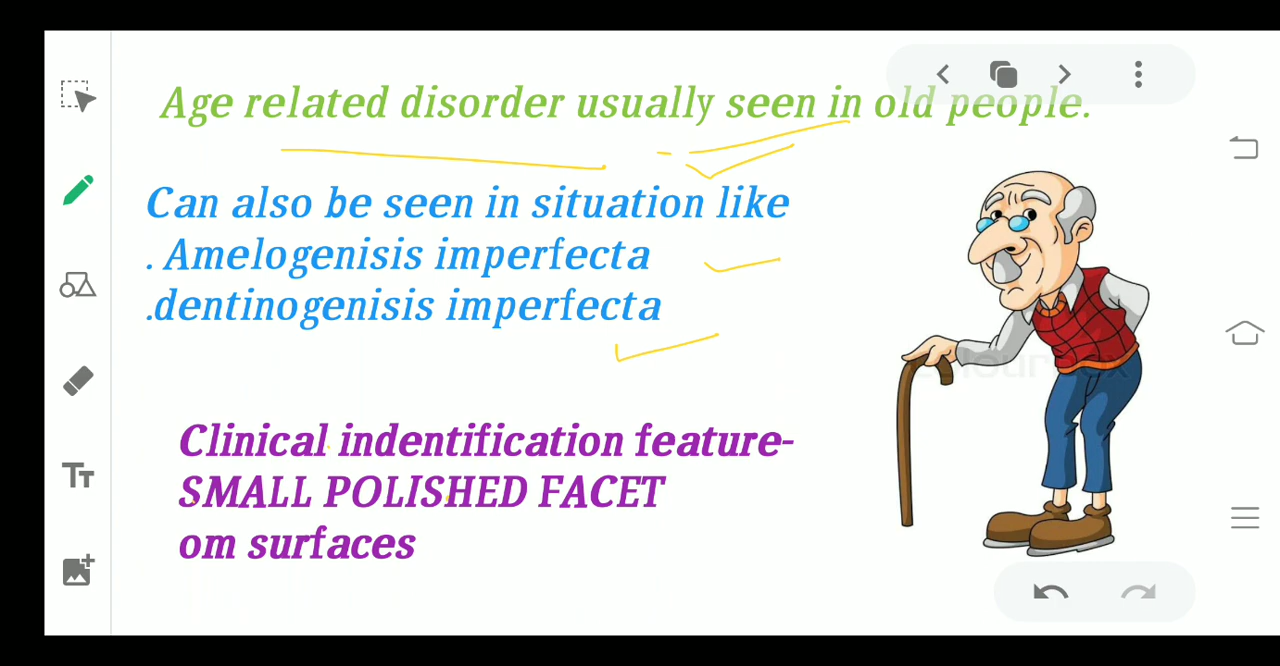 Age related disorder usually seen in old people.
Can also be seen in situation like
. Amelogenisis imperfecta
.dentinogenisis imperfecta
Clinical indentification feature-
SMALL POLISHED FACET
om surfaces
TT